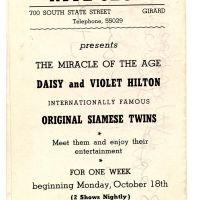 700 SOUTH STATE STREET GIRARD
Telephone, 55029
presents
THE MIRACLE OF THE AGE
DAISY and VIOLET HILTON
INTERNATIONALLY FAMOUS
ORIGINAL SIAMESE TWINS
Meet them and enjoy their
entertainment
FOR ONE WEEK
beginning Monday, October 18th
(2 Shows Nightly)